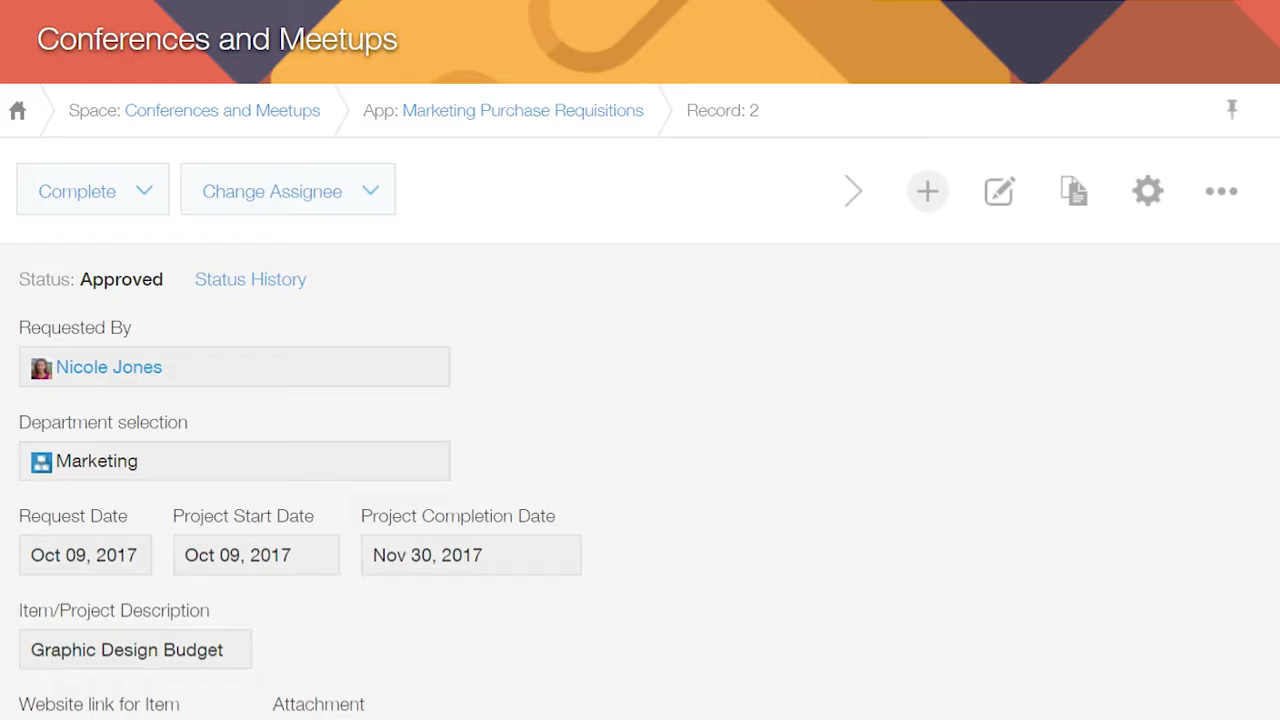 Conferences and Meetups
Space: Conferences and Meetups App: Marketing Purchase Requisitions Record: 2
Complete Change Assignee
Status: Approved Status History
Requested By
Nicole Jones
Department selection
Marketing
Request Date Project Start Date Project Completion Date
Oct 09, 2017 Oct 09, 2017 Nov 30, 2017
Item/Project Description
Graphic Design Budget
Website link for Item Attachment